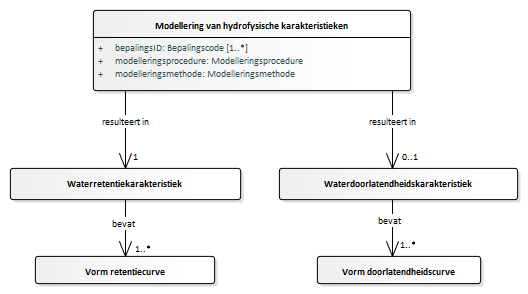 Modellering van hydrofysische karakteristieken
+ bepalingsID: Bepalingscode [1..*]
+ modelleringsprocedure: Modelleringsprocedure
+ modelleringsmethode: Modelleringsmethode
resulteert in
resulteert in
1
0..1
Waterretentiekarakteristiek
Waterdoorlatendheidskarakteristiek
bevat
bevat
1..*
1..*
Vorm retentiecurve
Vorm doorlatendheidscurve